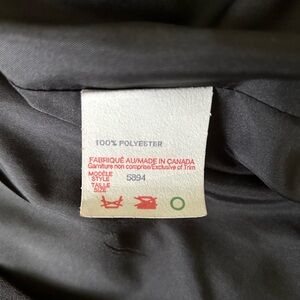 100% POLYESTER
FABRIQUÉ AU/MADE IN CANADA
Garniture non comprise/Exclusive of Trim
MODÈLE
STYLE 5894
TAILLE
SIZE